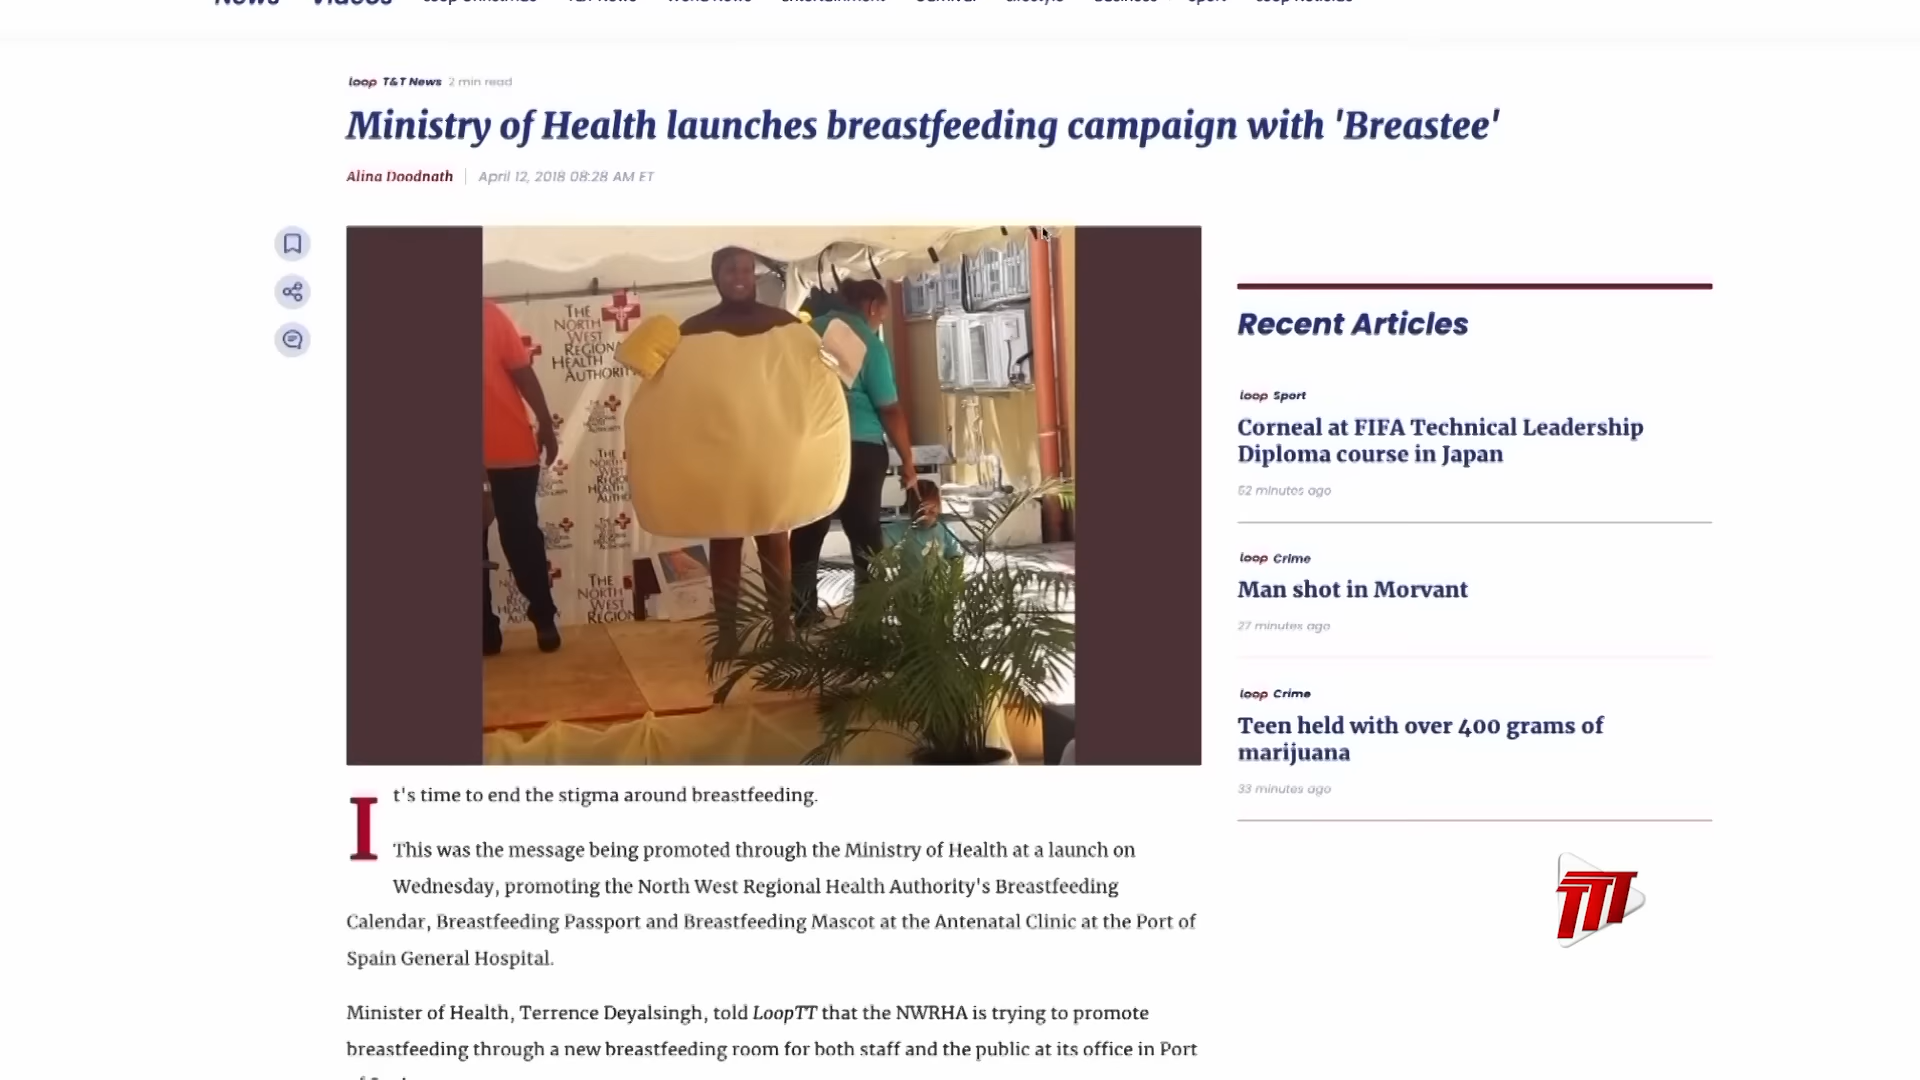 loop T&T News 2 min read
Ministry of Health launches breastfeeding campaign with 'Breastee'
Alina Doodnath | April 12, 2018 08:28 AM ET
THE
NORTH
WEST
REGIONA
HEALTH
AUTHORIT
THE
NORTH
WEST
REGION
It's time to end the stigma around breastfeeding.
This was the message being promoted through the Ministry of Health at a launch on
Wednesday, promoting the North West Regional Health Authority's Breastfeeding
Calendar, Breastfeeding Passport and Breastfeeding Mascot at the Antenatal Clinic at the Port of
Spain General Hospital.
Minister of Health, Terrence Deyalsingh, told LoopTT that the NWRHA is trying to promote
breastfeeding through a new breastfeeding room for both staff and the public at its office in Port
Recent Articles
loop Sport
Corneal at FIFA Technical Leadership
Diploma course in Japan
52 minutes ago
loop Crime
Man shot in Morvant
27 minutes ago
loop Crime
Teen held with over 400 grams of
marijuana
33 minutes ago
TTT